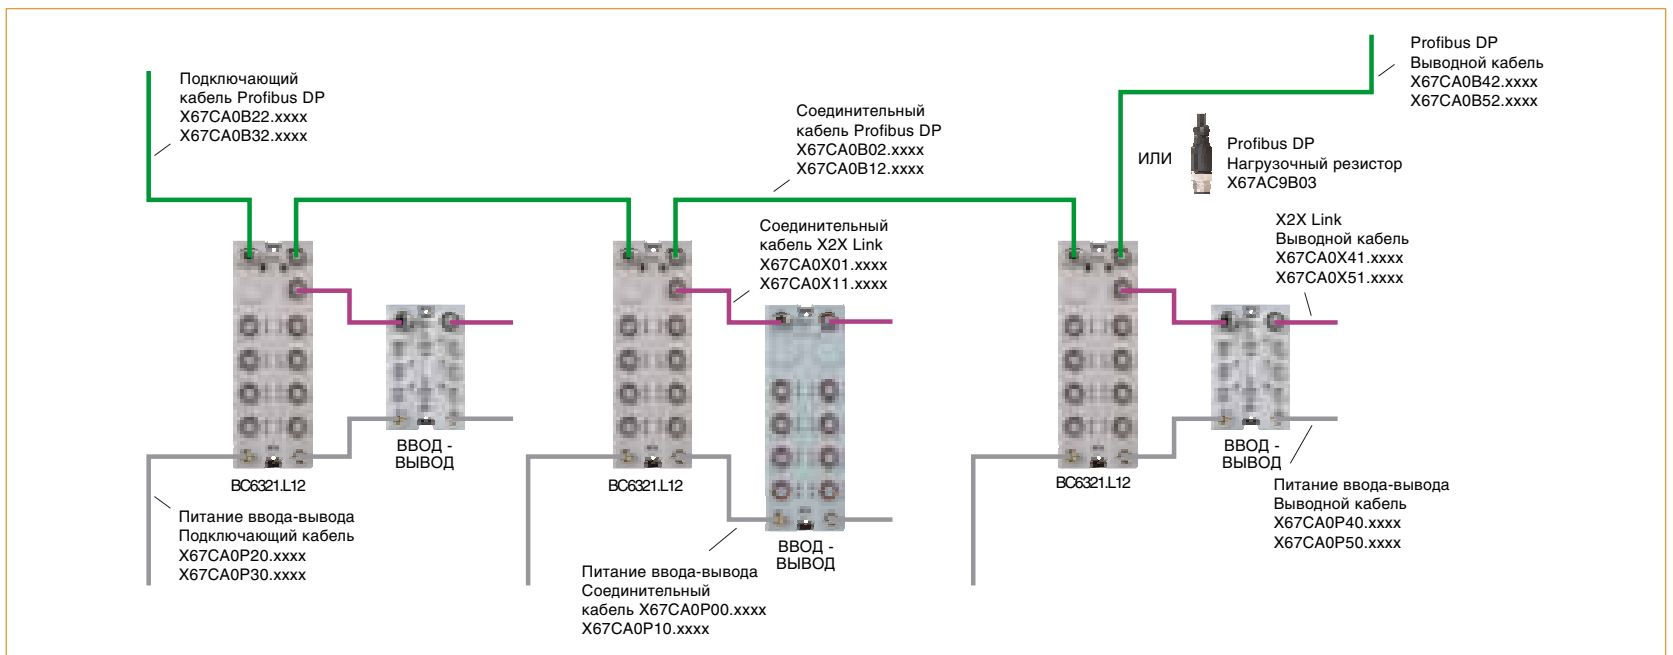 Подключающий
кабель Profibus DP
X67CA0B22.xxxx
X67CA0B32.xxxx
Соединительный
кабель Profibus DP
X67CA0B02.xxxx
X67CA0B12.xxxx
Profibus DP
Выводной кабель
X67CA0B42.xxxx
X67CA0B52.xxxx
ИЛИ
Profibus DP
Нагрузочный резистор
X67AC9B03
Соединительный
кабель X2X Link
X67CA0X01.xxxx
X67CA0X11.xxxx
X2X Link
Выводной кабель
X67CA0X41.xxxx
X67CA0X51.xxxx
ВВОД -
ВЫВОД
BC6321.L12
BC6321.L12
ВВОД -
ВЫВОД
BC6321.L12
ВВОД -
ВЫВОД
Питание ввода-вывода
Подключающий кабель
X67CA0P20.xxxx
X67CA0P30.xxxx
Питание ввода-вывода
Соединительный
кабель X67CA0P00.xxxx
X67CA0P10.xxxx
Питание ввода-вывода
Выводной кабель
X67CA0P40.xxxx
X67CA0P50.xxxx